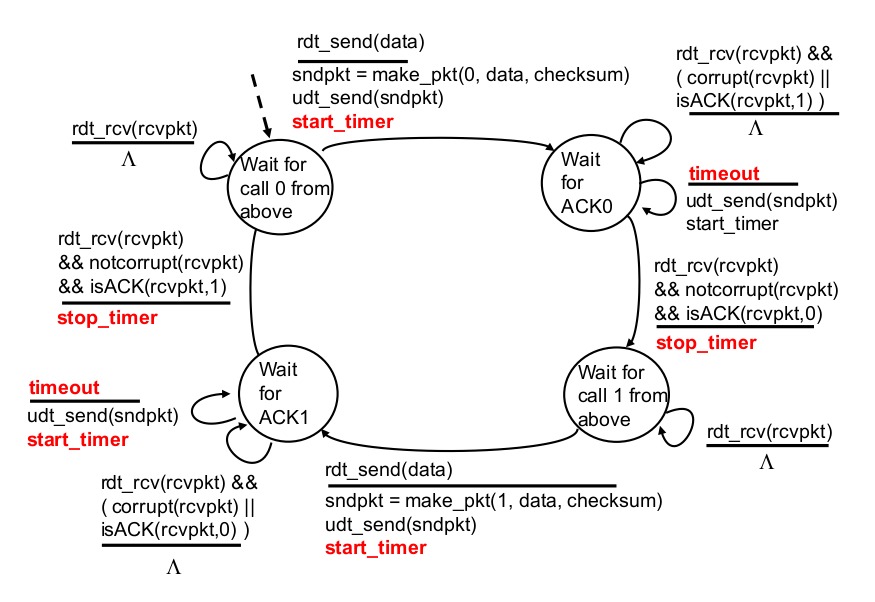 rdt_send(data)
sndpkt = make_pkt(0, data, checksum)
udt_send(sndpkt)
start_timer
rdt_rcv(rcvpkt) &&
( corrupt(rcvpkt) ||
isACK(rcvpkt,1) )
Λ
rdt_rcv(rcvpkt)
Λ
Wait for
call 0 from
above
Wait
for
ACK0
timeout
udt_send(sndpkt)
start_timer
rdt_rcv(rcvpkt)
&& notcorrupt(rcvpkt)
&& isACK(rcvpkt,1)
stop_timer
rdt_rcv(rcvpkt)
&& notcorrupt(rcvpkt)
&& isACK(rcvpkt,0)
stop_timer
timeout
udt_send(sndpkt)
start_timer
Wait
for
ACK1
Wait for
call 1 from
above
rdt_rcv(rcvpkt)
Λ
rdt_rcv(rcvpkt) &&
( corrupt(rcvpkt) ||
isACK(rcvpkt,0) )
Λ
rdt_send(data)
sndpkt = make_pkt(1, data, checksum)
udt_send(sndpkt)
start_timer